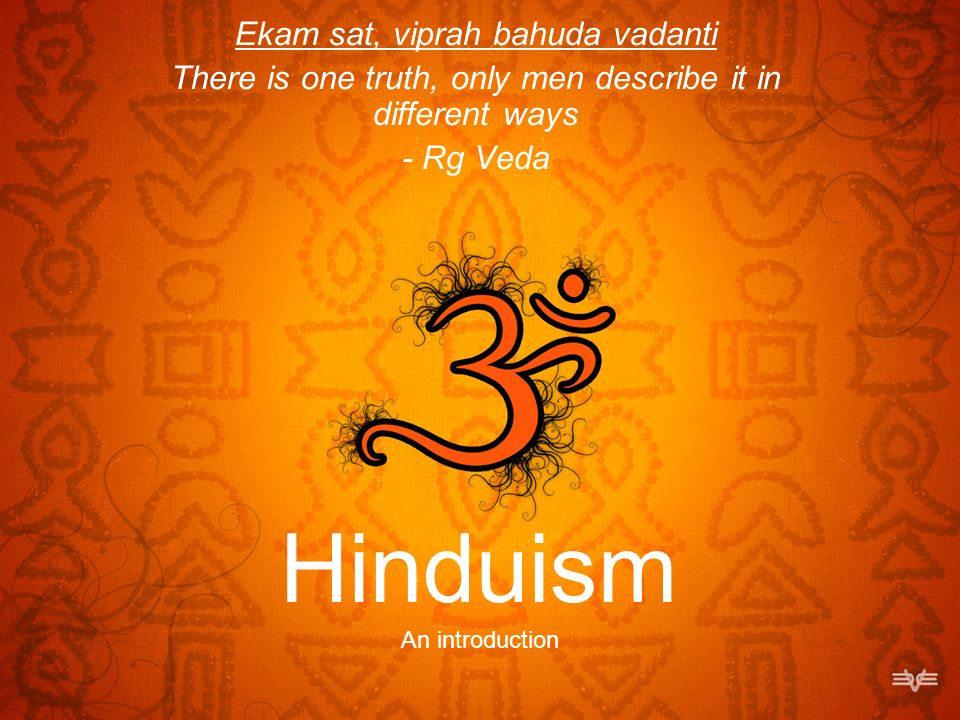 Ekam sat, viprah bahuda vadanti
There is one truth, only men describe it in
different ways
- Rg Veda
ॐ
Hinduism
An introduction